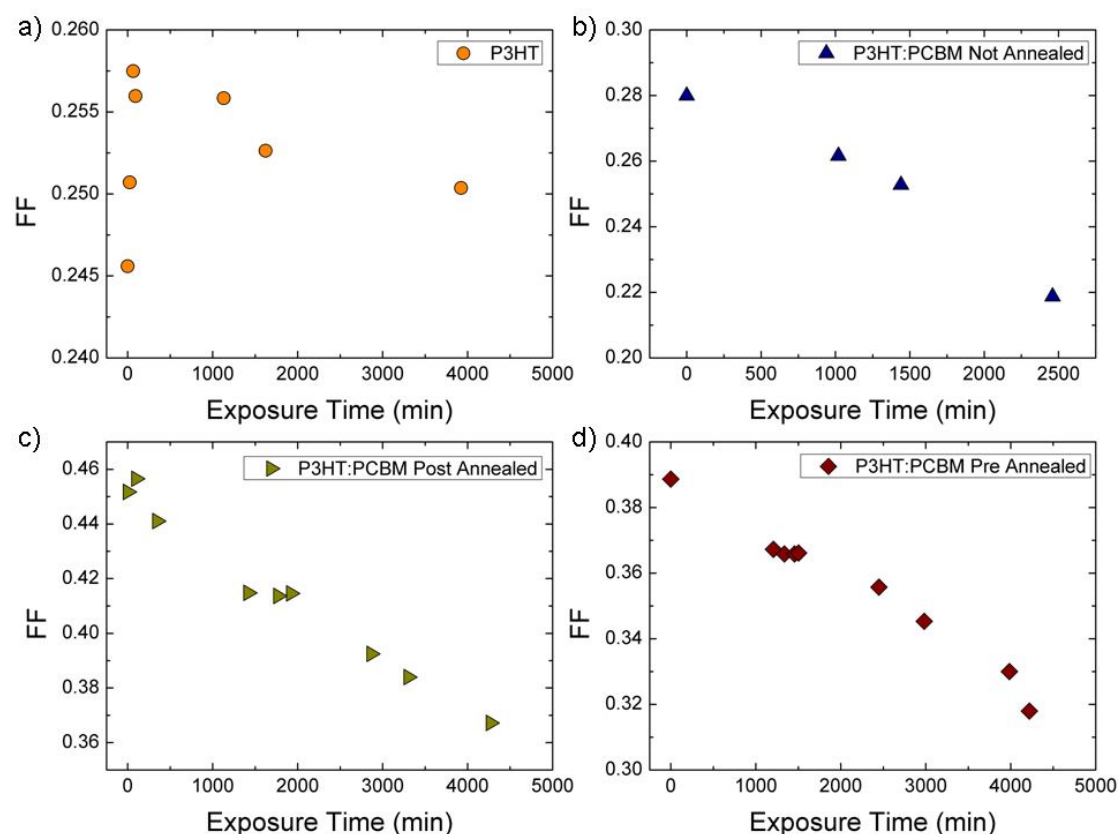 a)
0.260
0.255
0.250
0.245
0.240
FF
P3HT
0 1000 2000 3000 4000 5000
Exposure Time (min)
b)
0.30
0.28
0.26
0.24
0.22
0.20
FF
P3HT:PCBM Not Annealed
0 500 1000 1500 2000 2500
Exposure Time (min)
c)
0.46
0.44
0.42
0.40
0.38
0.36
FF
P3HT:PCBM Post Annealed
0 1000 2000 3000 4000 5000
Exposure Time (min)
d)
0.40
0.38
0.36
0.34
0.32
0.30
FF
P3HT:PCBM Pre Annealed
0 1000 2000 3000 4000 5000
Exposure Time (min)